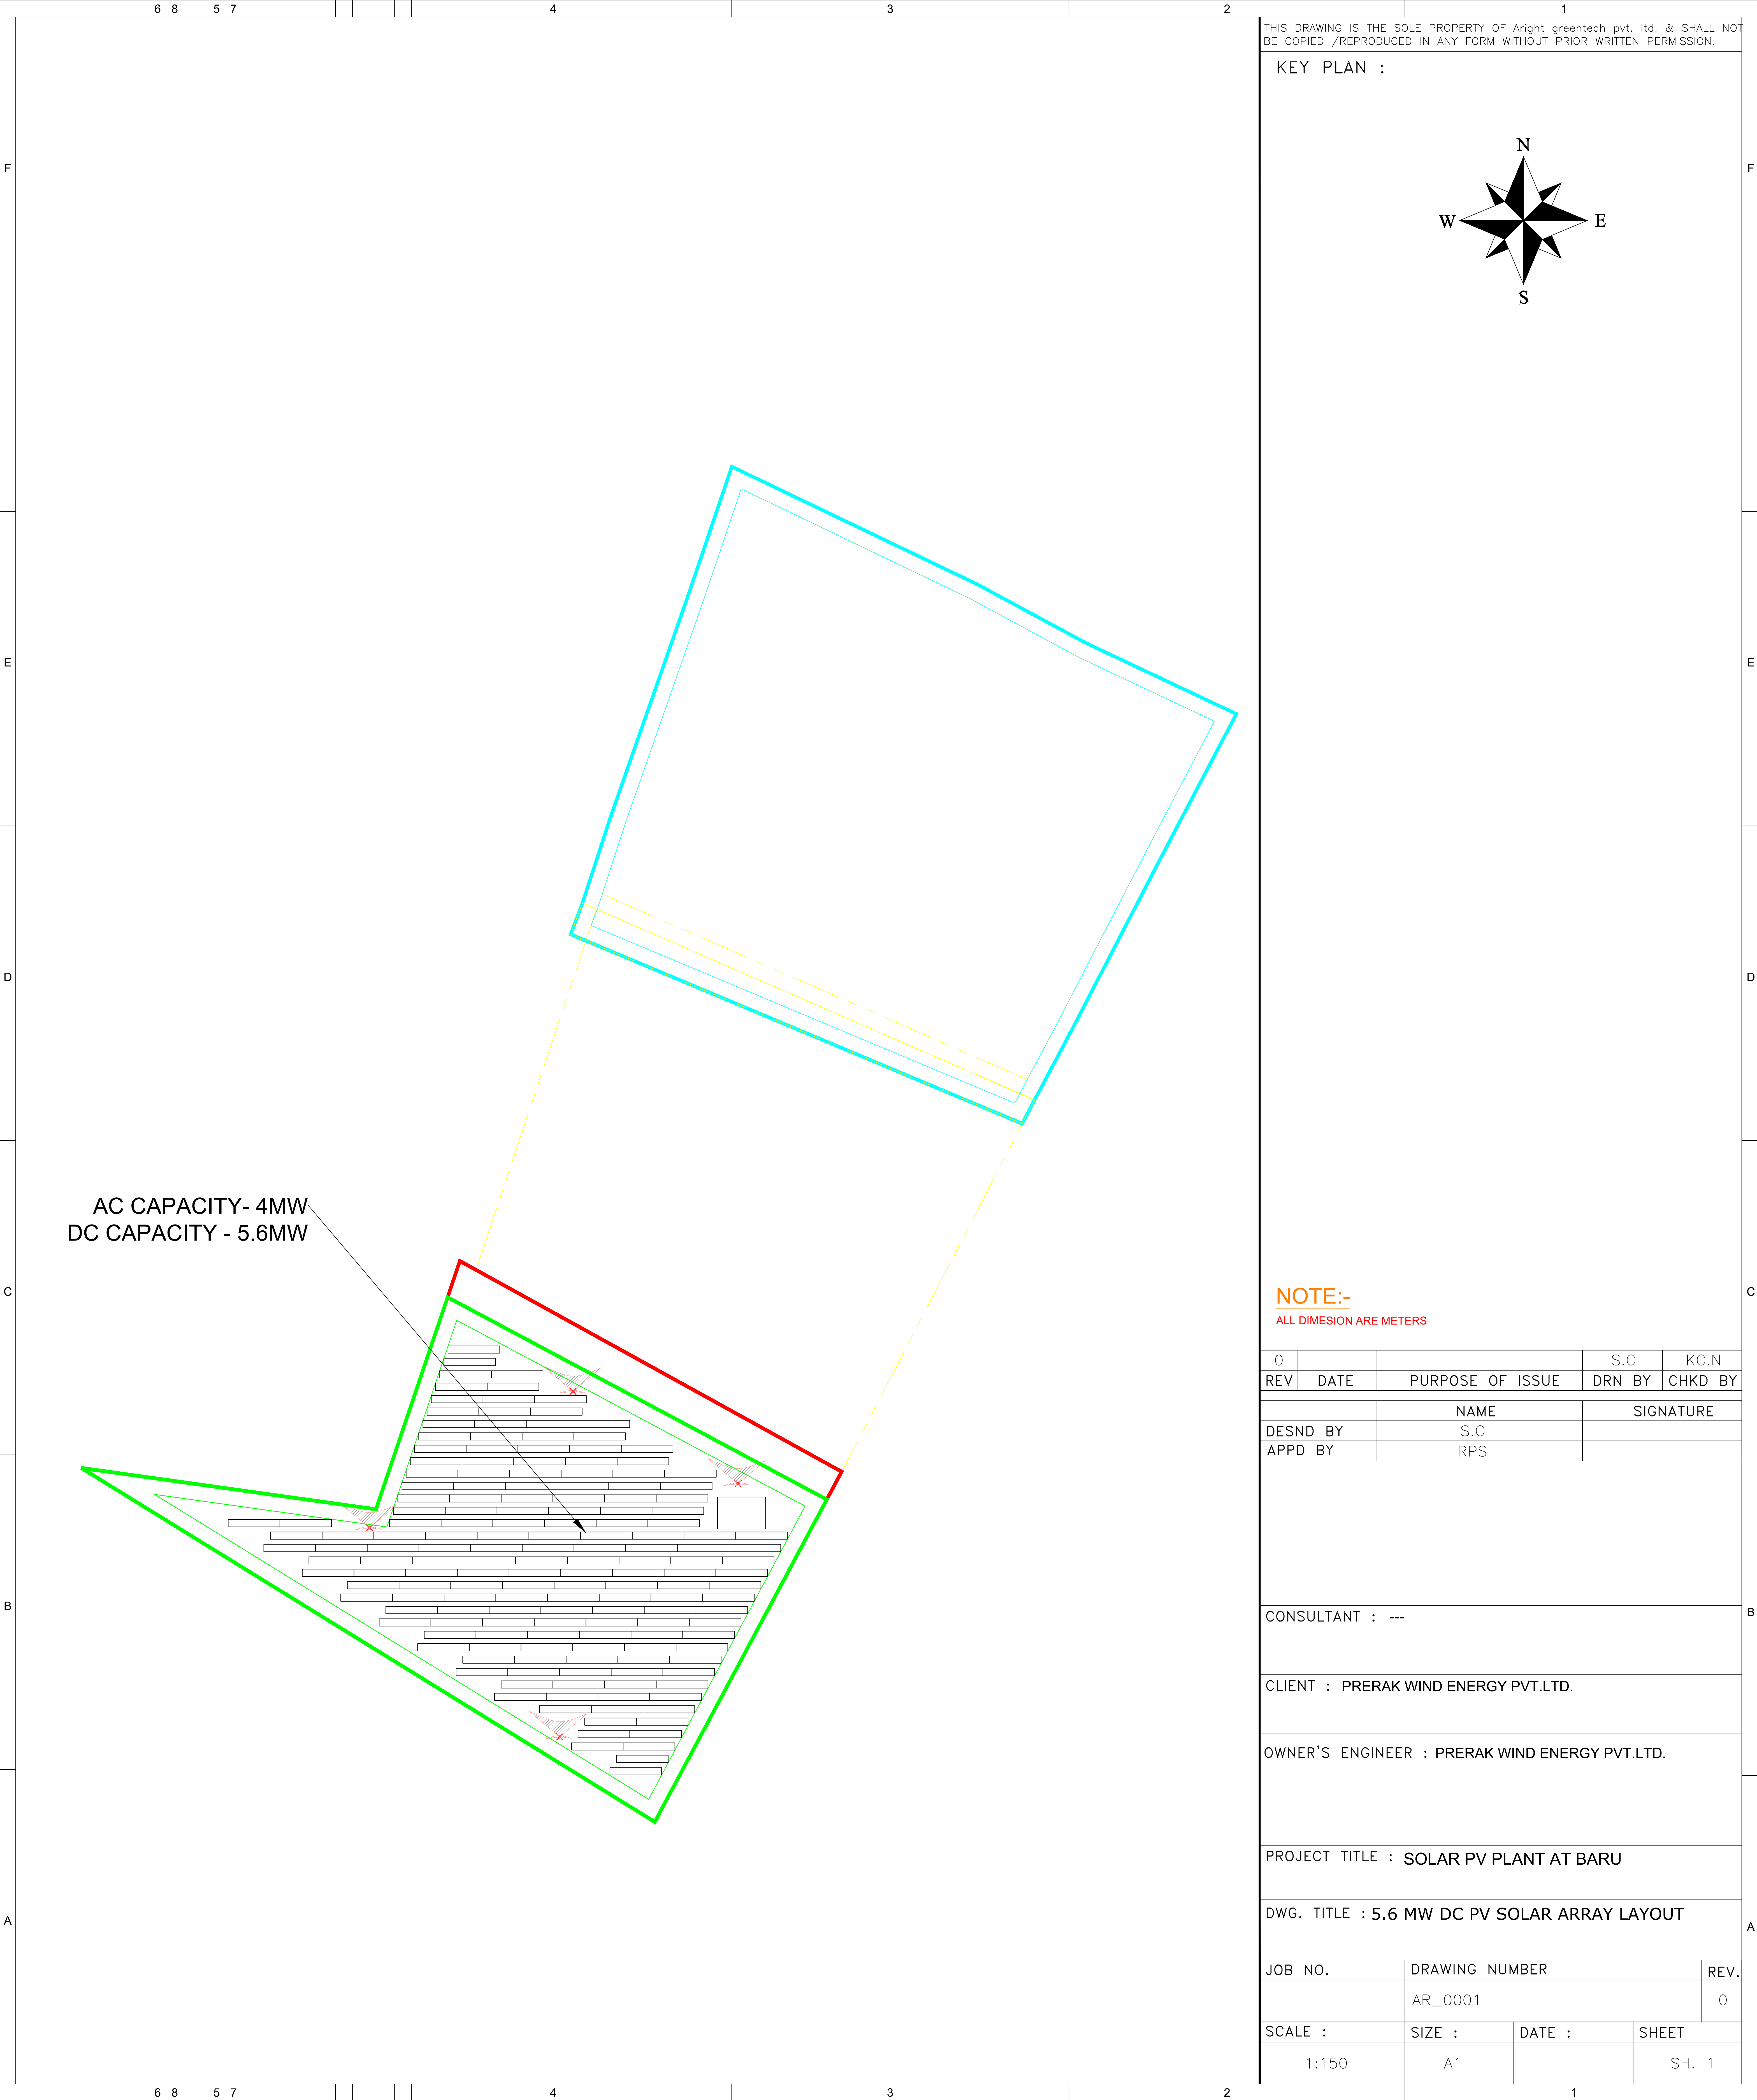 6 8 5 7 4 3 2 1
THIS DRAWING IS THE SOLE PROPERTY OF Aright greentech pvt. ltd. & SHALL NOT
BE COPIED /REPRODUCED IN ANY FORM WITHOUT PRIOR WRITTEN PERMISSION.
KEY PLAN :
N
W E
S
F F
E E
D D
AC CAPACITY- 4MW
DC CAPACITY - 5.6MW
C C
NOTE:-
ALL DIMESION ARE METERS
0 S.C KC.N
REV DATE PURPOSE OF ISSUE DRN BY CHKD BY
NAME SIGNATURE
DESND BY S.C
APPD BY RPS
B B
CONSULTANT : ---
CLIENT : PRERAK WIND ENERGY PVT.LTD.
OWNER'S ENGINEER : PRERAK WIND ENERGY PVT.LTD.
PROJECT TITLE : SOLAR PV PLANT AT BARU
DWG. TITLE : 5.6 MW DC PV SOLAR ARRAY LAYOUT
A A
JOB NO. DRAWING NUMBER REV.
AR_0001 0
SCALE : SIZE : DATE : SHEET
1:150 A1 SH. 1
6 8 5 7 4 3 2 1